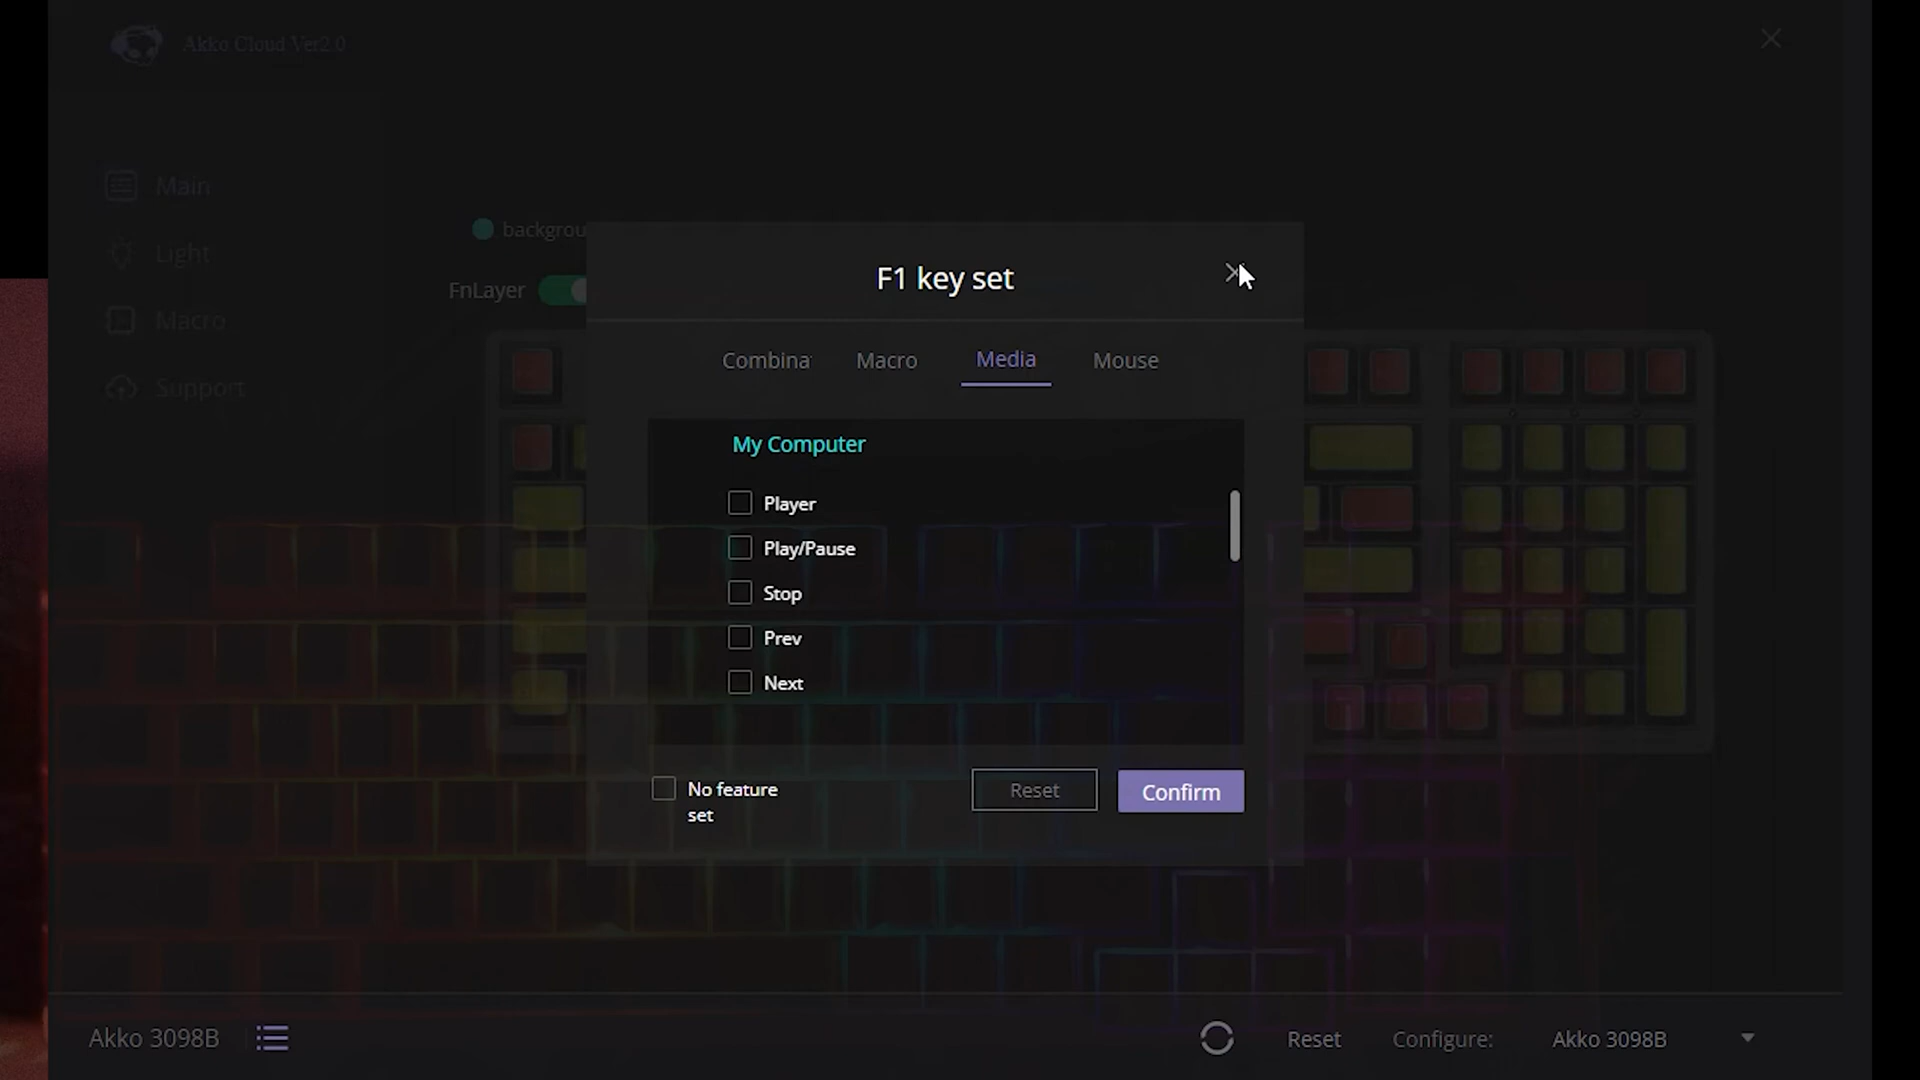 Akko Cloud Ver2.0
Main
Light
Macro
Support
backgrou
FnLayer
F1 key set
Combina
Macro
Media
Mouse
My Computer
Player
Play/Pause
Stop
Prev
Next
No feature
set
Reset
Confirm
Akko 3098B
Reset
Configure:
Akko 3098B